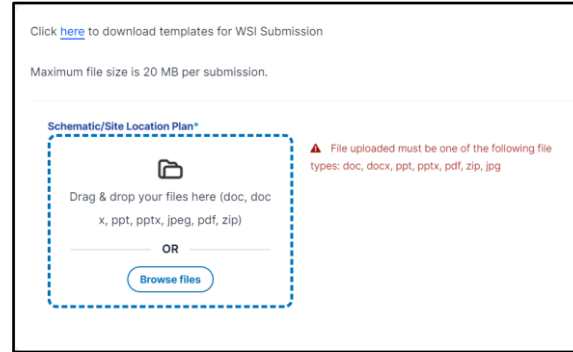 Click here to download templates for WSI Submission
Maximum file size is 20 MB per submission.
Schematic/Site Location Plan*
File uploaded must be one of the following file
types: doc, docx, ppt, pptx, pdf, zip, jpg
Drag & drop your files here (doc, doc
x, ppt, pptx, jpeg, pdf, zip)
OR
Browse files